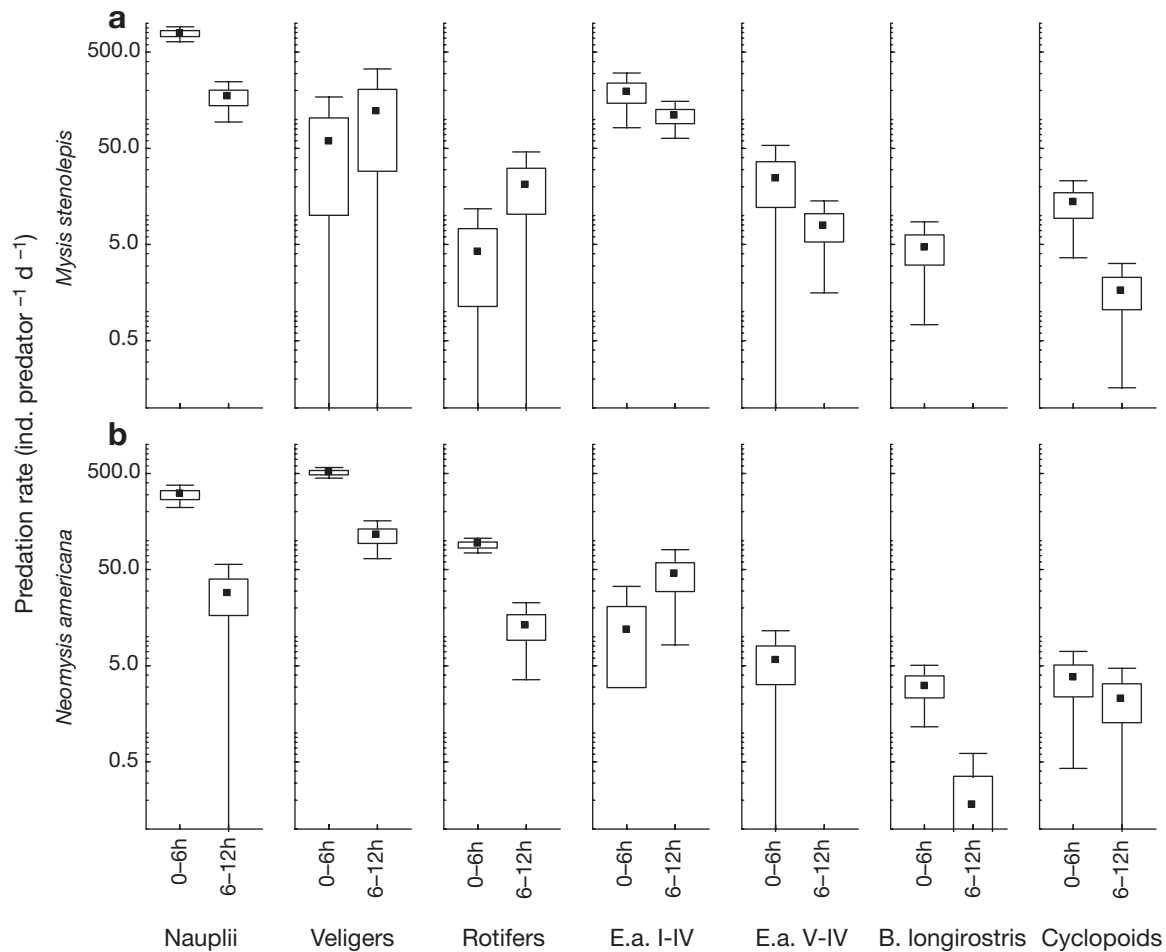 a
500.0
50.0
5.0
0.5
Mysis stenolepis
Predation rate (ind. predator ⁻¹ d ⁻¹)
b
500.0
50.0
5.0
0.5
Neomysis americana
0–6h 6–12h 0–6h 6–12h 0–6h 6–12h 0–6h 6–12h 0–6h 6–12h 0–6h 6–12h 0–6h 6–12h
Nauplii Veligers Rotifers E.a. I-IV E.a. V-IV B. longirostris Cyclopoids